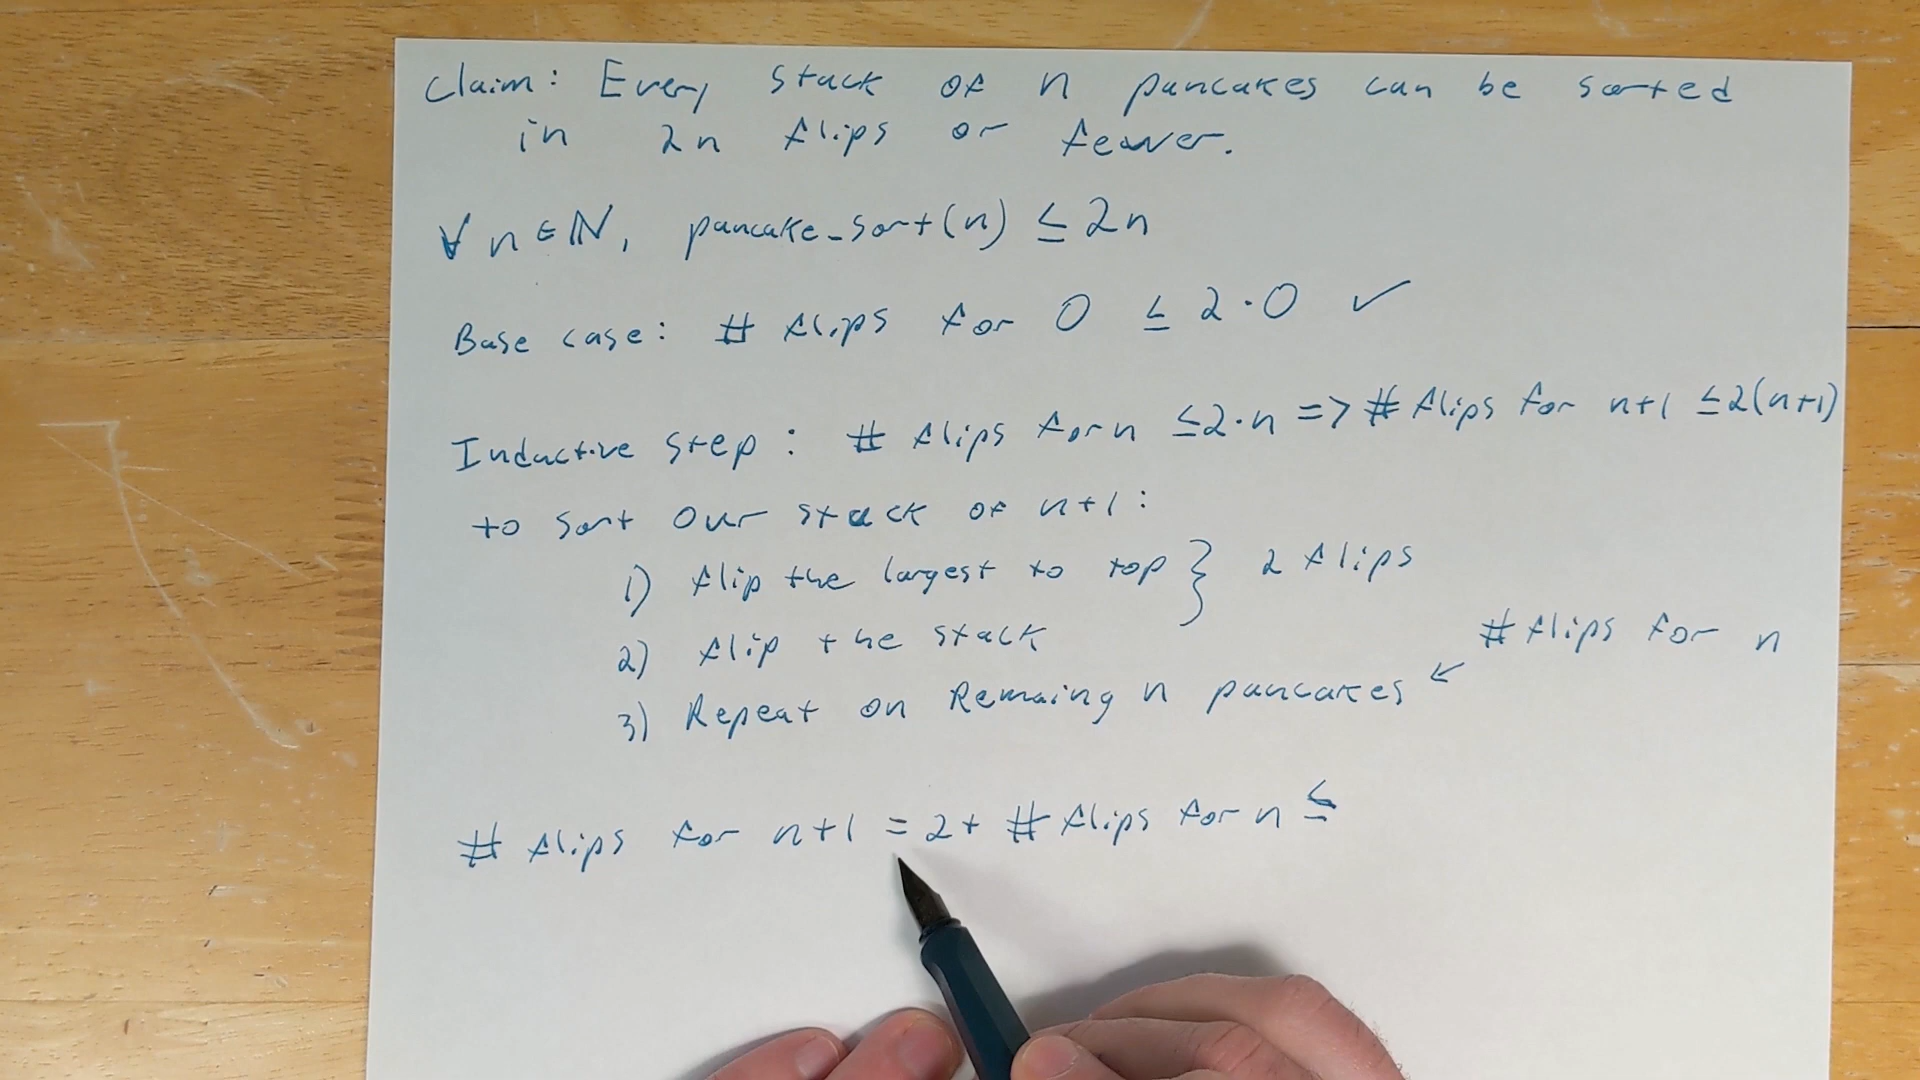 Claim: Every stack of n pancakes can be sorted
in 2n flips or fewer.
∀ n ∈ ℕ, pancake_sort(n) ≤ 2n
Base case: # flips for 0 ≤ 2·0 ✓
Inductive step: # flips for n ≤ 2·n => # flips for n+1 ≤ 2(n+1)
to sort our stack of n+1:
1) flip the largest to top } 2 flips
2) flip the stack
# flips for n
3) Repeat on Remaing n pancakes ↙
# flips for n+1 = 2 + # flips for n ≤